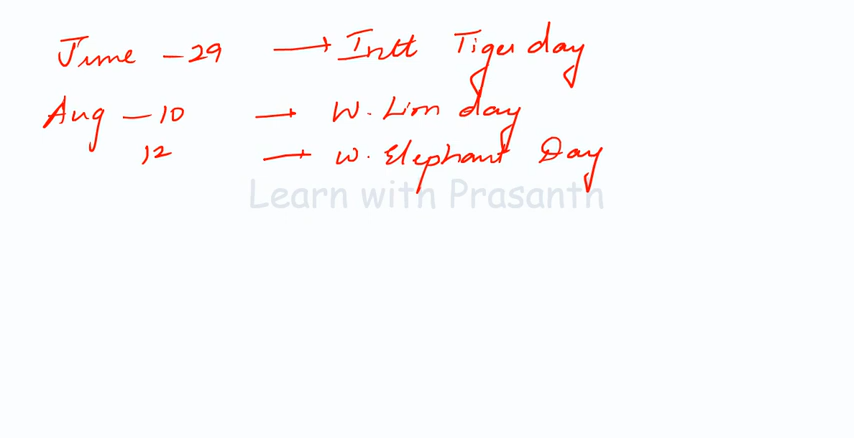 June - 29 → Intl Tiger day
Aug - 10 → W. Lion day
12 → W. Elephant Day
Learn with Prasanth